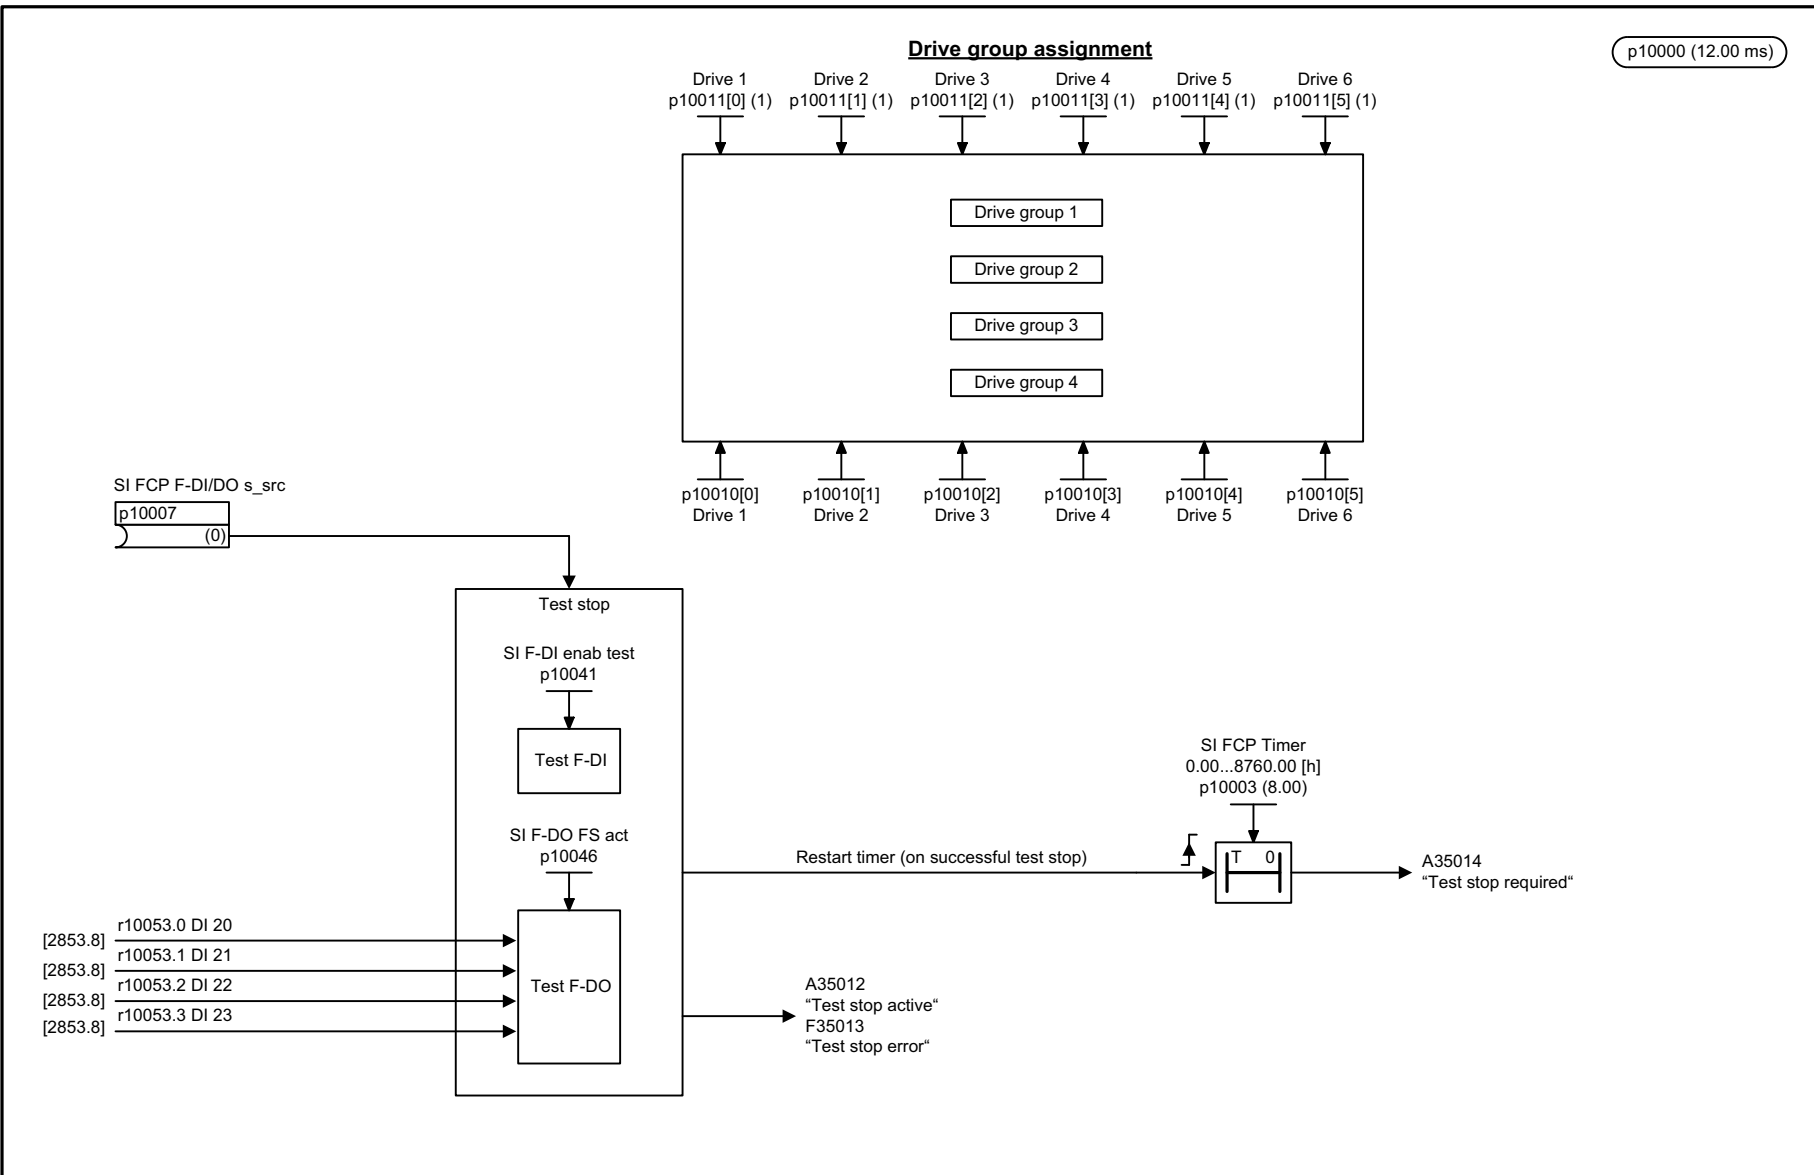 Drive group assignment
p10000 (12.00 ms)
Drive 1 Drive 2 Drive 3 Drive 4 Drive 5 Drive 6
p10011[0] (1) p10011[1] (1) p10011[2] (1) p10011[3] (1) p10011[4] (1) p10011[5] (1)
Drive group 1
Drive group 2
Drive group 3
Drive group 4
p10010[0] p10010[1] p10010[2] p10010[3] p10010[4] p10010[5]
Drive 1 Drive 2 Drive 3 Drive 4 Drive 5 Drive 6
SI FCP F-DI/DO s_src
p10007
(0)
Test stop
SI F-DI enab test
p10041
Test F-DI
SI F-DO FS act
p10046
Test F-DO
[2853.8] r10053.0 DI 20
[2853.8] r10053.1 DI 21
[2853.8] r10053.2 DI 22
[2853.8] r10053.3 DI 23
Restart timer (on successful test stop)
SI FCP Timer
0.00...8760.00 [h]
p10003 (8.00)
T 0
A35014
“Test stop required“
A35012
“Test stop active“
F35013
“Test stop error“